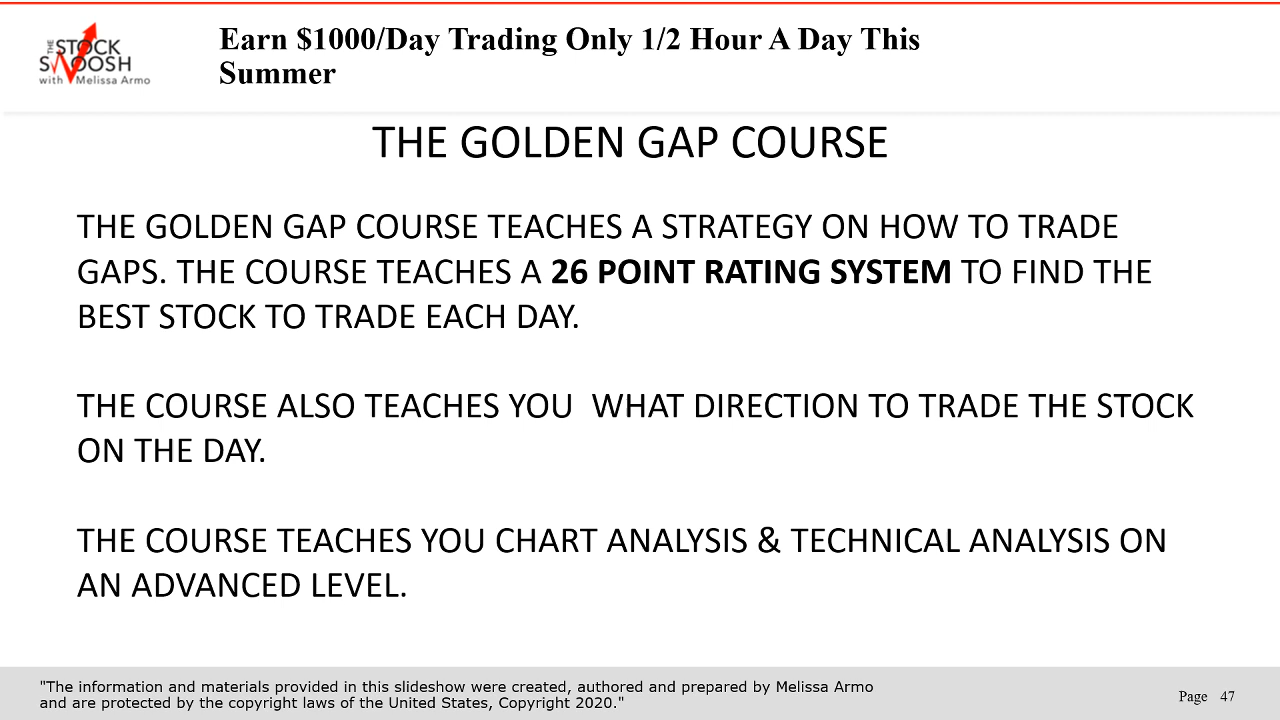 THE
STOCK
SWOOSH
with Melissa Armo
Earn $1000/Day Trading Only 1/2 Hour A Day This
Summer
THE GOLDEN GAP COURSE
THE GOLDEN GAP COURSE TEACHES A STRATEGY ON HOW TO TRADE
GAPS. THE COURSE TEACHES A 26 POINT RATING SYSTEM TO FIND THE
BEST STOCK TO TRADE EACH DAY.
THE COURSE ALSO TEACHES YOU  WHAT DIRECTION TO TRADE THE STOCK
ON THE DAY.
THE COURSE TEACHES YOU CHART ANALYSIS & TECHNICAL ANALYSIS ON
AN ADVANCED LEVEL.
"The information and materials provided in this slideshow were created, authored and prepared by Melissa Armo
and are protected by the copyright laws of the United States, Copyright 2020."
Page 47